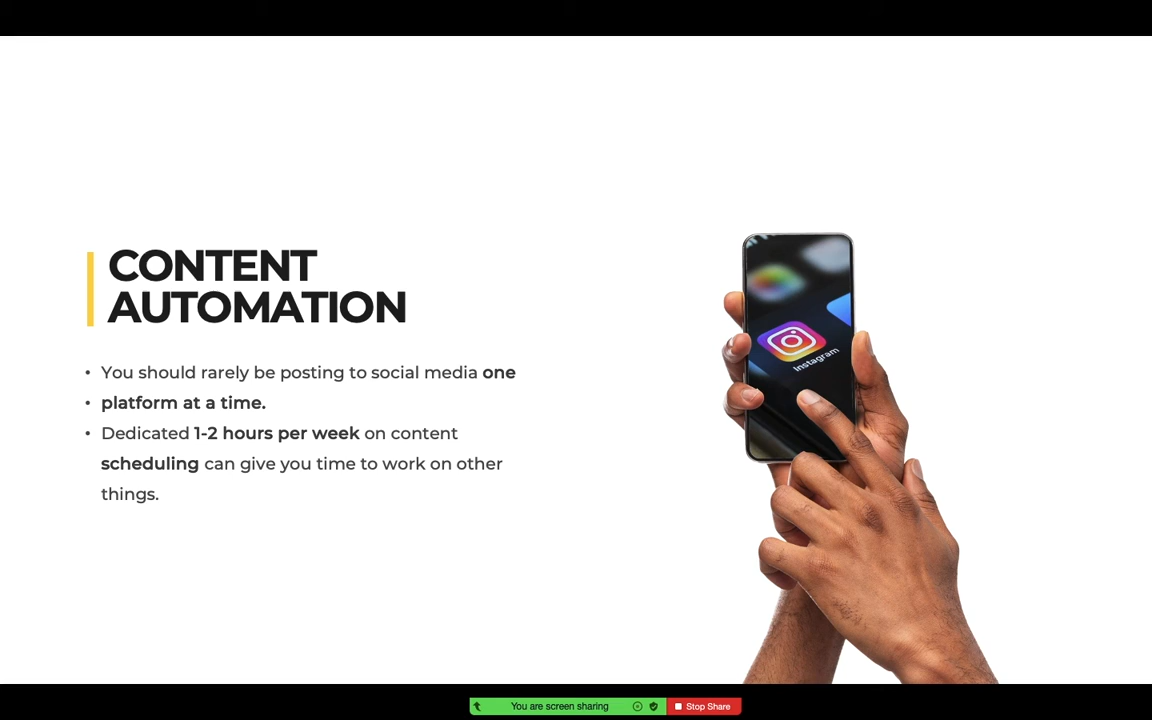 CONTENT
AUTOMATION
• You should rarely be posting to social media one
• platform at a time.
• Dedicated 1-2 hours per week on content
scheduling can give you time to work on other
things.
Instagram
You are screen sharing
Stop Share